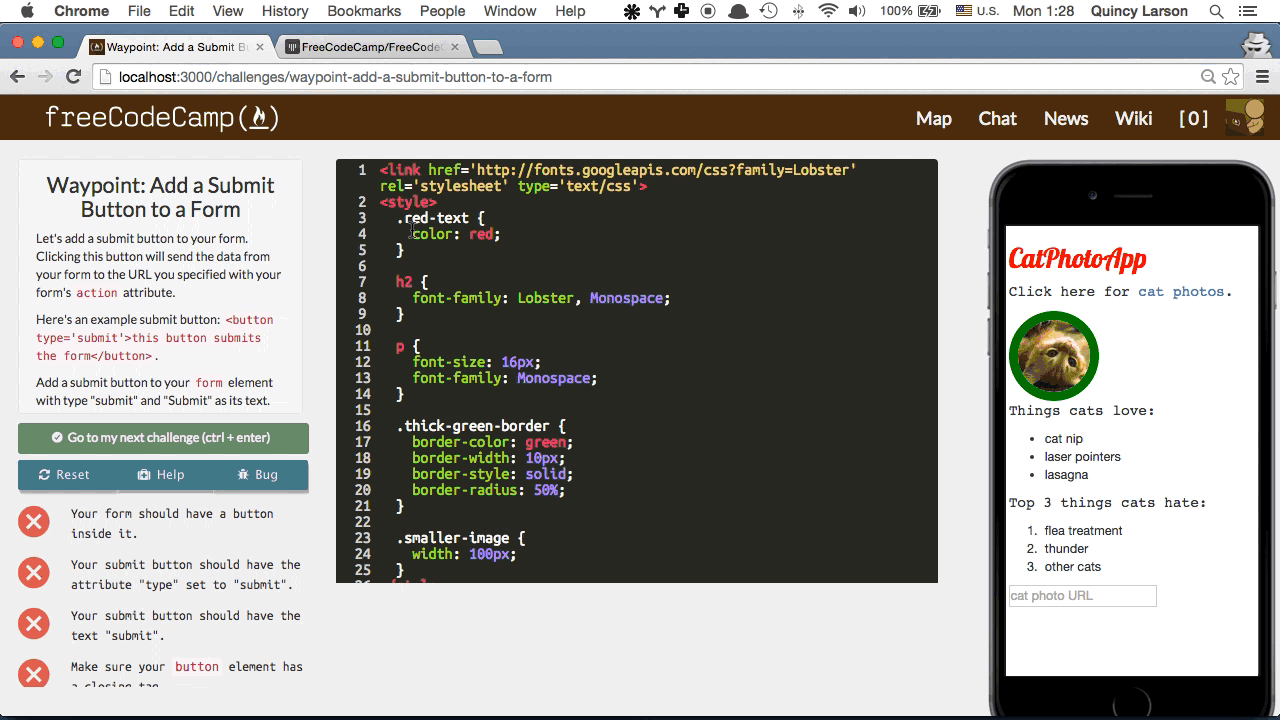 Chrome File Edit View History Bookmarks People Window Help 100% U.S. Mon 1:28 Quincy Larson
Waypoint: Add a Submit B
FreeCodeCamp/FreeCode
localhost:3000/challenges/waypoint-add-a-submit-button-to-a-form
freeCodeCamp
Map Chat News Wiki [ 0 ]
Waypoint: Add a Submit
Button to a Form
Let's add a submit button to your form.
Clicking this button will send the data from
your form to the URL you specified with your
form's action attribute.
Here's an example submit button: <button
type='submit'>this button submits
the form</button>.
Add a submit button to your form element
with type "submit" and "Submit" as its text.
Go to my next challenge (ctrl + enter)
Reset Help Bug
Your form should have a button
inside it.
Your submit button should have the
attribute "type" set to "submit".
Your submit button should have the
text "submit".
Make sure your button element has
a closing tag
1 <link href='http://fonts.googleapis.com/css?family=Lobster'
rel='stylesheet' type='text/css'>
2 <style>
3 .red-text {
4 color: red;
5 }
6
7 h2 {
8 font-family: Lobster, Monospace;
9 }
10
11 p {
12 font-size: 16px;
13 font-family: Monospace;
14 }
15
16 .thick-green-border {
17 border-color: green;
18 border-width: 10px;
19 border-style: solid;
20 border-radius: 50%;
21 }
22
23 .smaller-image {
24 width: 100px;
25 }
CatPhotoApp
Click here for cat photos.
Things cats love:
• cat nip
• laser pointers
• lasagna
Top 3 things cats hate:
1. flea treatment
2. thunder
3. other cats
cat photo URL